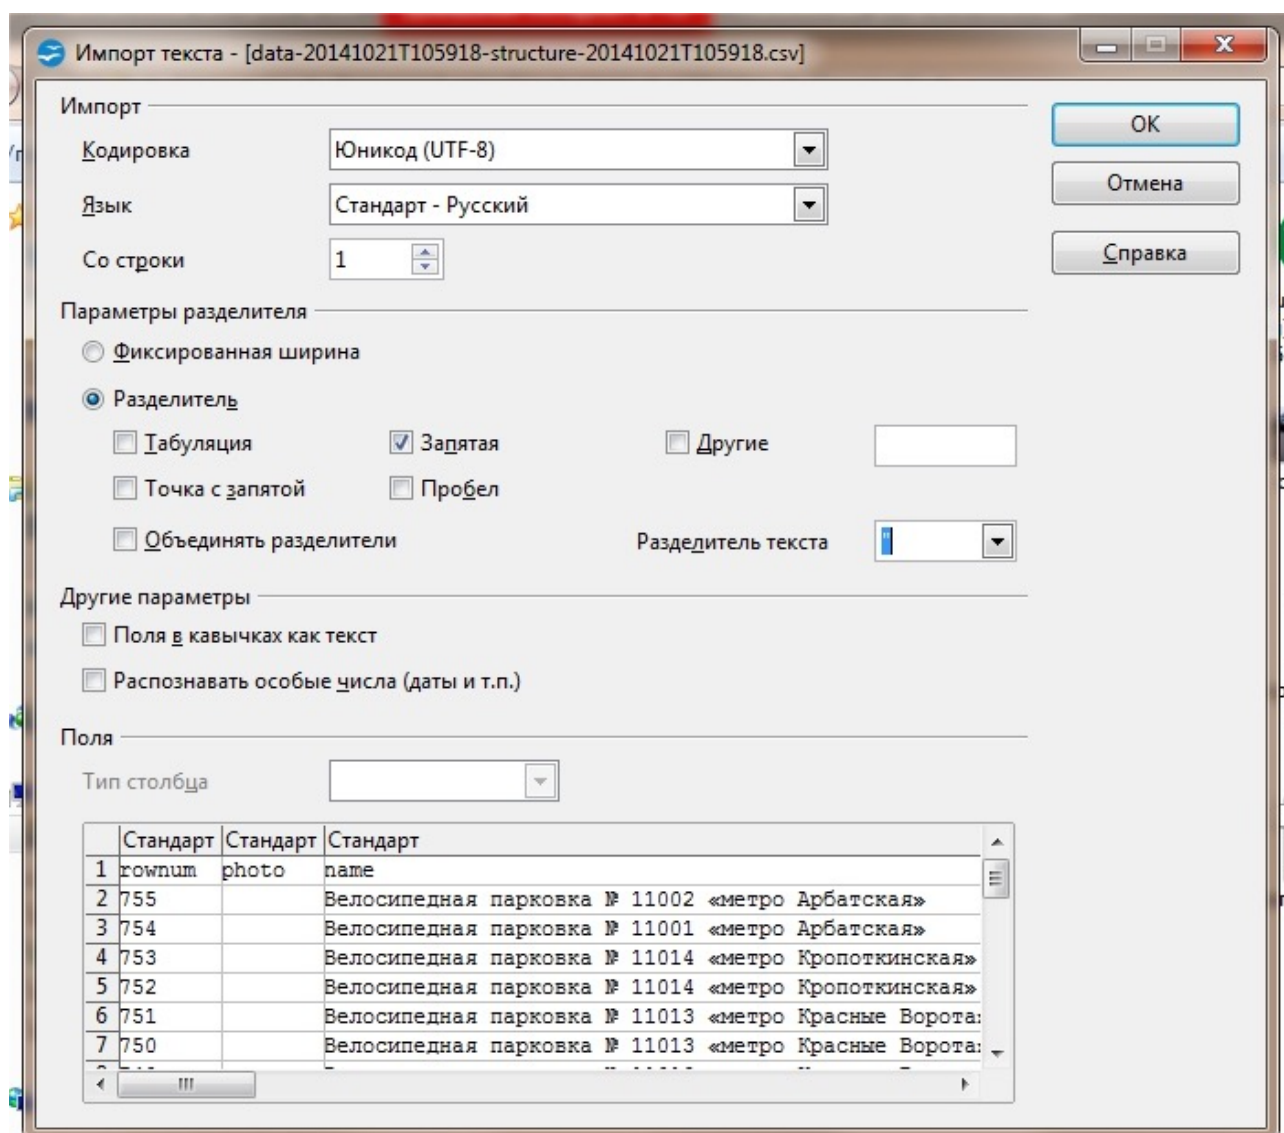 Импорт текста - [data-20141021T105918-structure-20141021T105918.csv]
Импорт
OK
Кодировка Юникод (UTF-8)
Отмена
Язык Стандарт - Русский
Со строки 1
Справка
Параметры разделителя
Фиксированная ширина
Разделитель
Табуляция Запятая Другие
Точка с запятой Пробел
Объединять разделители Разделитель текста "
Другие параметры
Поля в кавычках как текст
Распознавать особые числа (даты и т.п.)
Поля
Тип столбца
Стандарт Стандарт Стандарт
1 rownum photo name
2 755 Велосипедная парковка № 11002 «метро Арбатская»
3 754 Велосипедная парковка № 11001 «метро Арбатская»
4 753 Велосипедная парковка № 11014 «метро Кропоткинская»
5 752 Велосипедная парковка № 11014 «метро Кропоткинская»
6 751 Велосипедная парковка № 11013 «метро Красные Ворота
7 750 Велосипедная парковка № 11013 «метро Красные Ворота